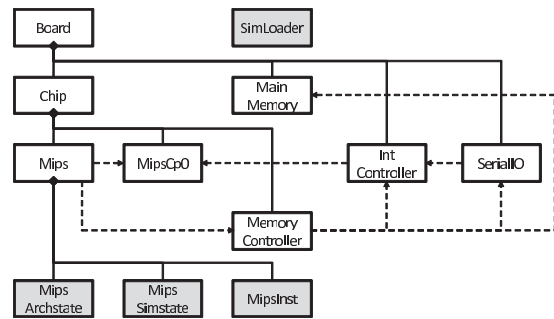 Board
SimLoader
Chip
Main
Memory
Mips
MipsCp0
Int
Controller
SerialIO
Memory
Controller
Mips
Archstate
Mips
Simstate
MipsInst